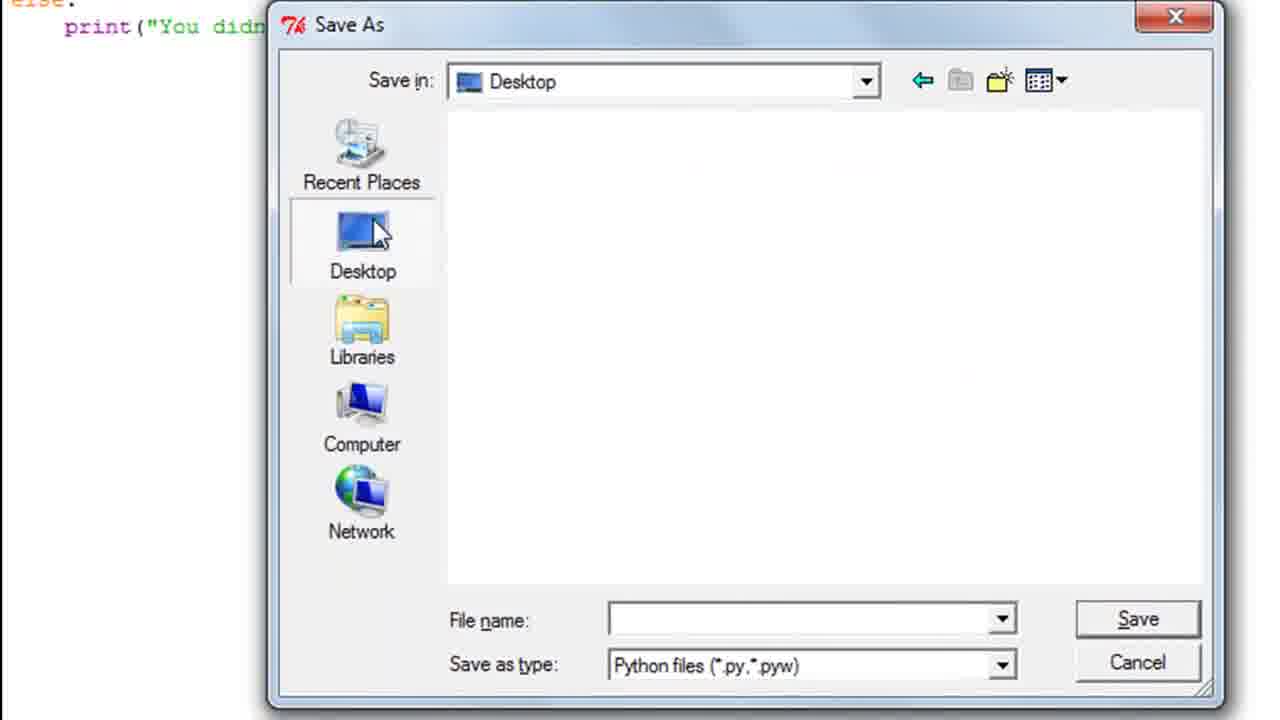 else:
print("You didn
Save As
Save in:
Desktop
Recent Places
Desktop
Libraries
Computer
Network
File name:
Save
Save as type:
Python files (*.py,*.pyw)
Cancel